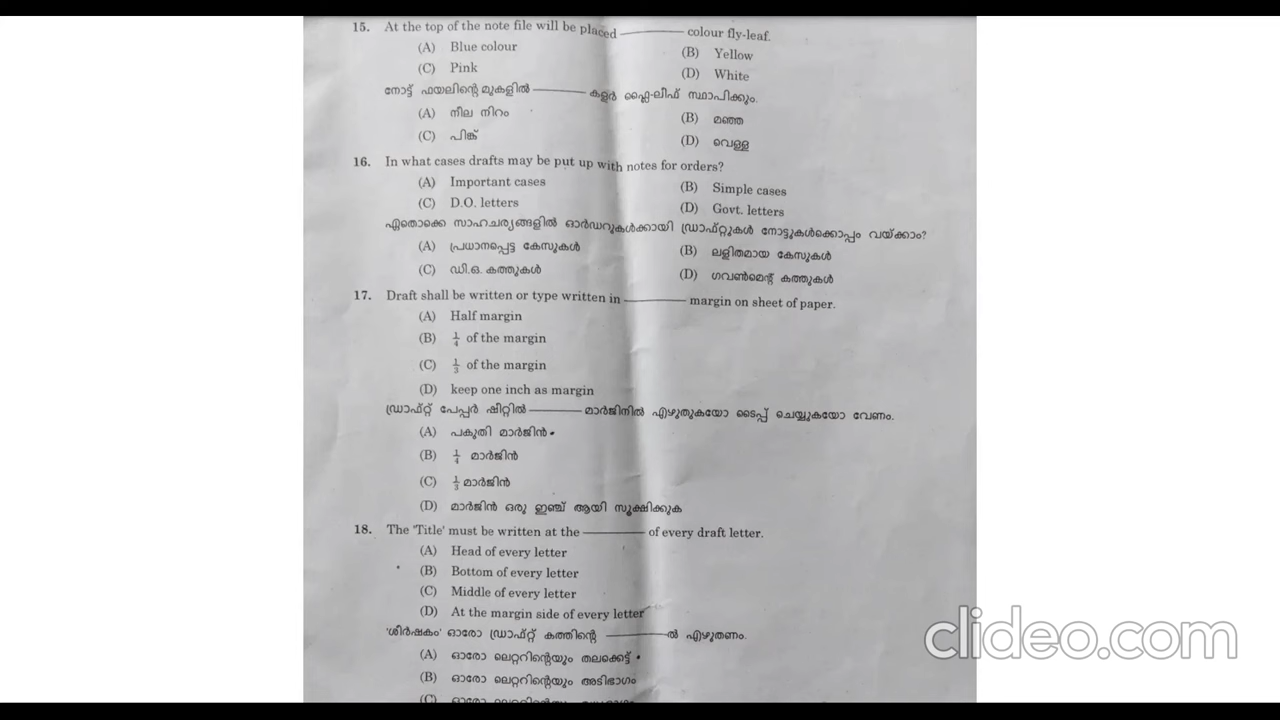 15. At the top of the note file will be placed ———— colour fly-leaf.
(A) Blue colour (B) Yellow
(C) Pink (D) White
നോട്ട് ഫയലിന്റെ മുകളിൽ ———— കളർ ഫ്ലൈ-ലീഫ് സ്ഥാപിക്കും.
(A) നീല നിറം (B) മഞ്ഞ
(C) പിങ്ക് (D) വെള്ള
16. In what cases drafts may be put up with notes for orders?
(A) Important cases (B) Simple cases
(C) D.O. letters (D) Govt. letters
ഏതൊക്കെ സാഹചര്യങ്ങളിൽ ഓർഡറുകൾക്കായി ഡ്രാഫ്റ്റുകൾ നോട്ടുകൾക്കൊപ്പം വയ്ക്കാം?
(A) പ്രധാനപ്പെട്ട കേസുകൾ (B) ലളിതമായ കേസുകൾ
(C) ഡി.ഒ. കത്തുകൾ (D) ഗവൺമെന്റ് കത്തുകൾ
17. Draft shall be written or type written in ———— margin on sheet of paper.
(A) Half margin
(B) 1/4 of the margin
(C) 1/3 of the margin
(D) keep one inch as margin
ഡ്രാഫ്റ്റ് പേപ്പർ ഷീറ്റിൽ ———— മാർജിനിൽ എഴുതുകയോ ടൈപ്പ് ചെയ്യുകയോ വേണം.
(A) പകുതി മാർജിൻ
(B) 1/4 മാർജിൻ
(C) 1/3 മാർജിൻ
(D) മാർജിൻ ഒരു ഇഞ്ച് ആയി സൂക്ഷിക്കുക
18. The 'Title' must be written at the ———— of every draft letter.
(A) Head of every letter
(B) Bottom of every letter
(C) Middle of every letter
(D) At the margin side of every letter
'ശീർഷകം' ഓരോ ഡ്രാഫ്റ്റ് കത്തിന്റെ ————ൽ എഴുതണം.
(A) ഓരോ ലെറ്ററിന്റെയും തലക്കെട്ട്
(B) ഓരോ ലെറ്ററിന്റെയും അടിഭാഗം
(C)
clideo.com